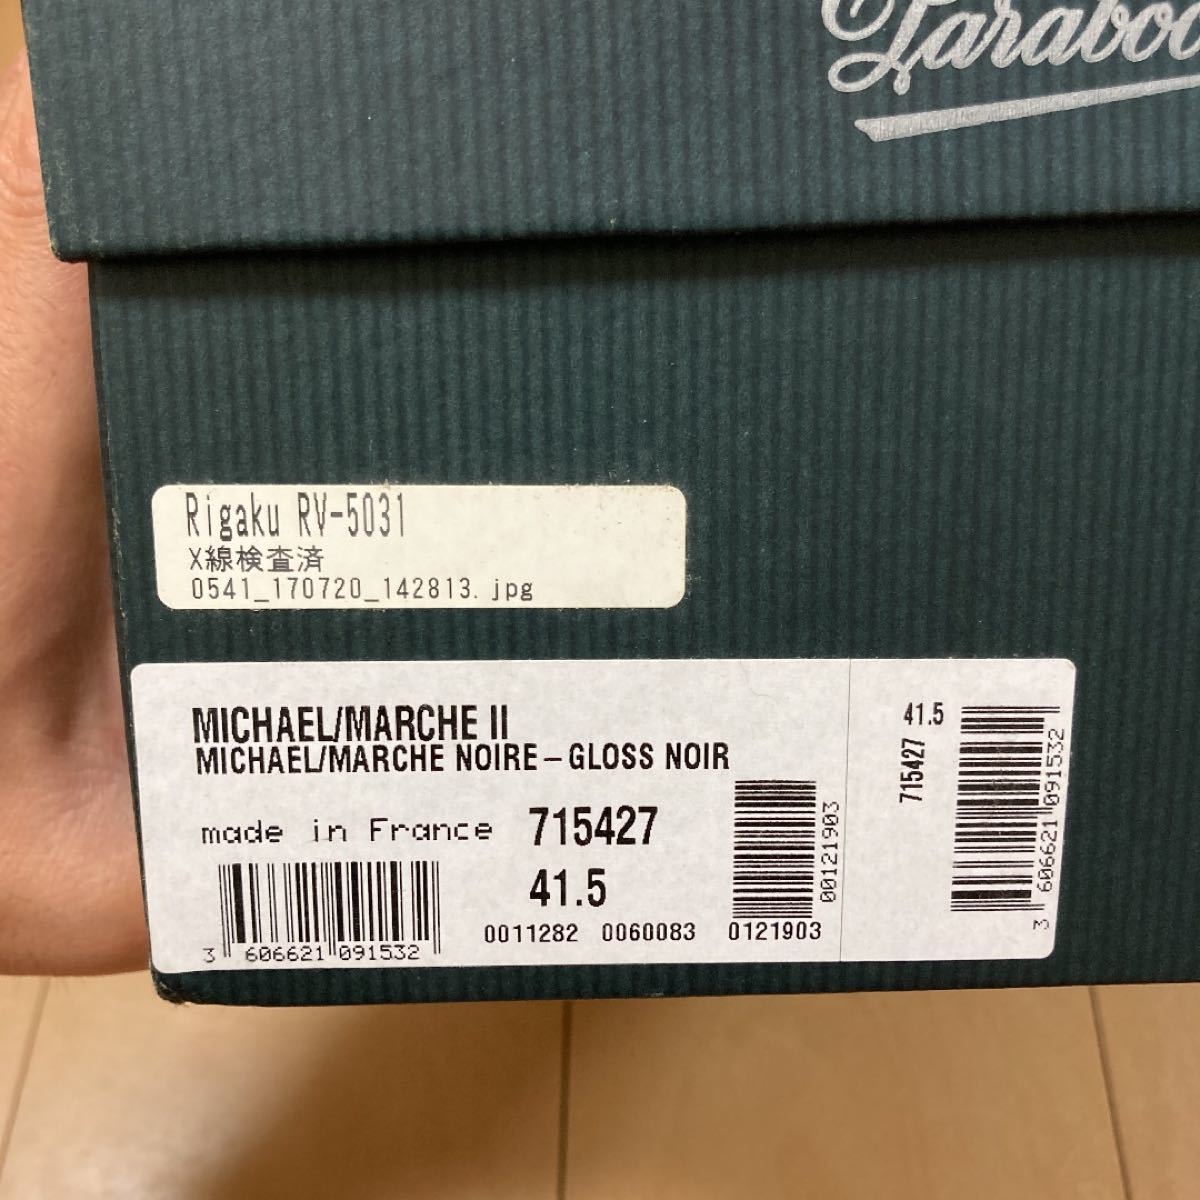 Paraboo
Rigaku RV-5031
X線検査済
0541_170720_142813.jpg
MICHAEL/MARCHE II
MICHAEL/MARCHE NOIRE – GLOSS NOIR
made in France 715427
41.5
3 606621 091532
0011282 0060083 0121903
00121903
41.5
715427
3 606621 091532